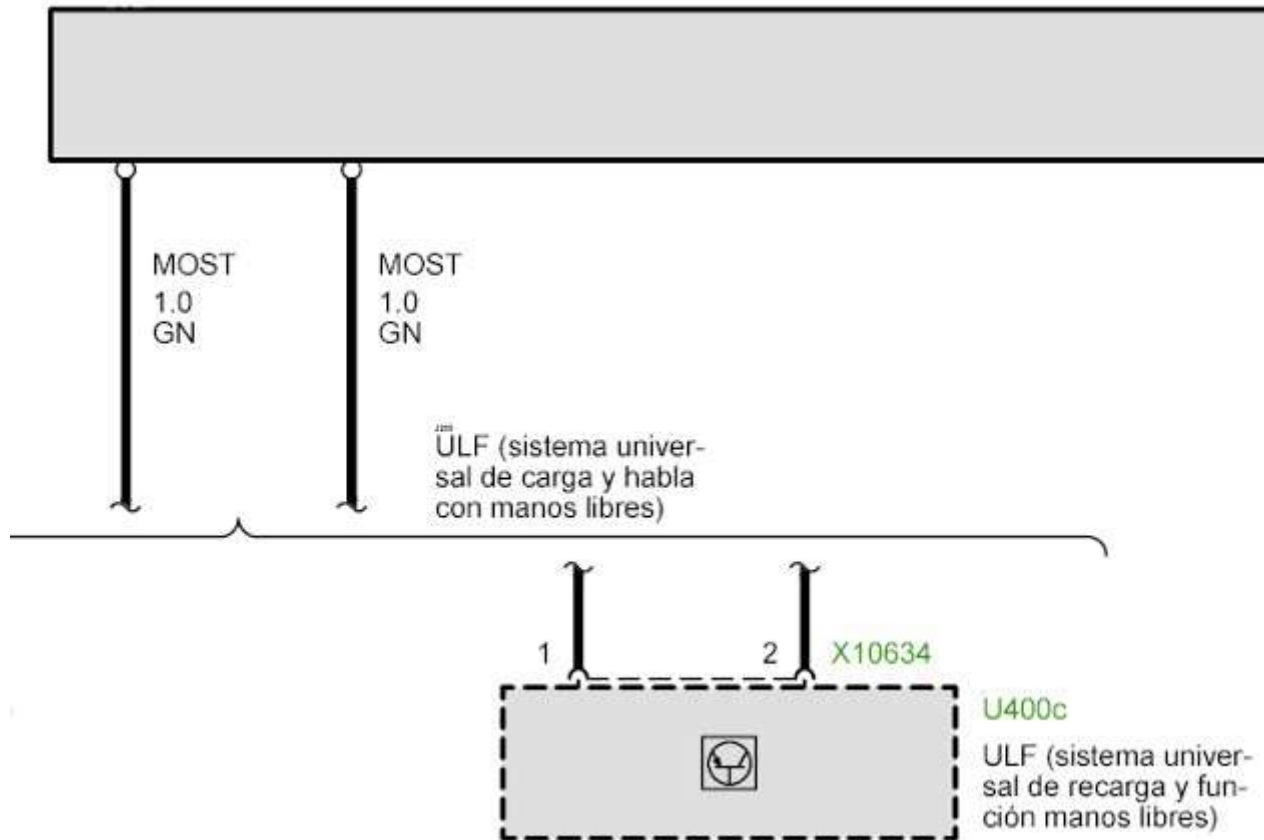 MOST
1.0
GN
MOST
1.0
GN
ULF (sistema univer-
sal de carga y habla
con manos libres)
1
2
X10634
U400c
ULF (sistema univer-
sal de recarga y fun-
ción manos libres)